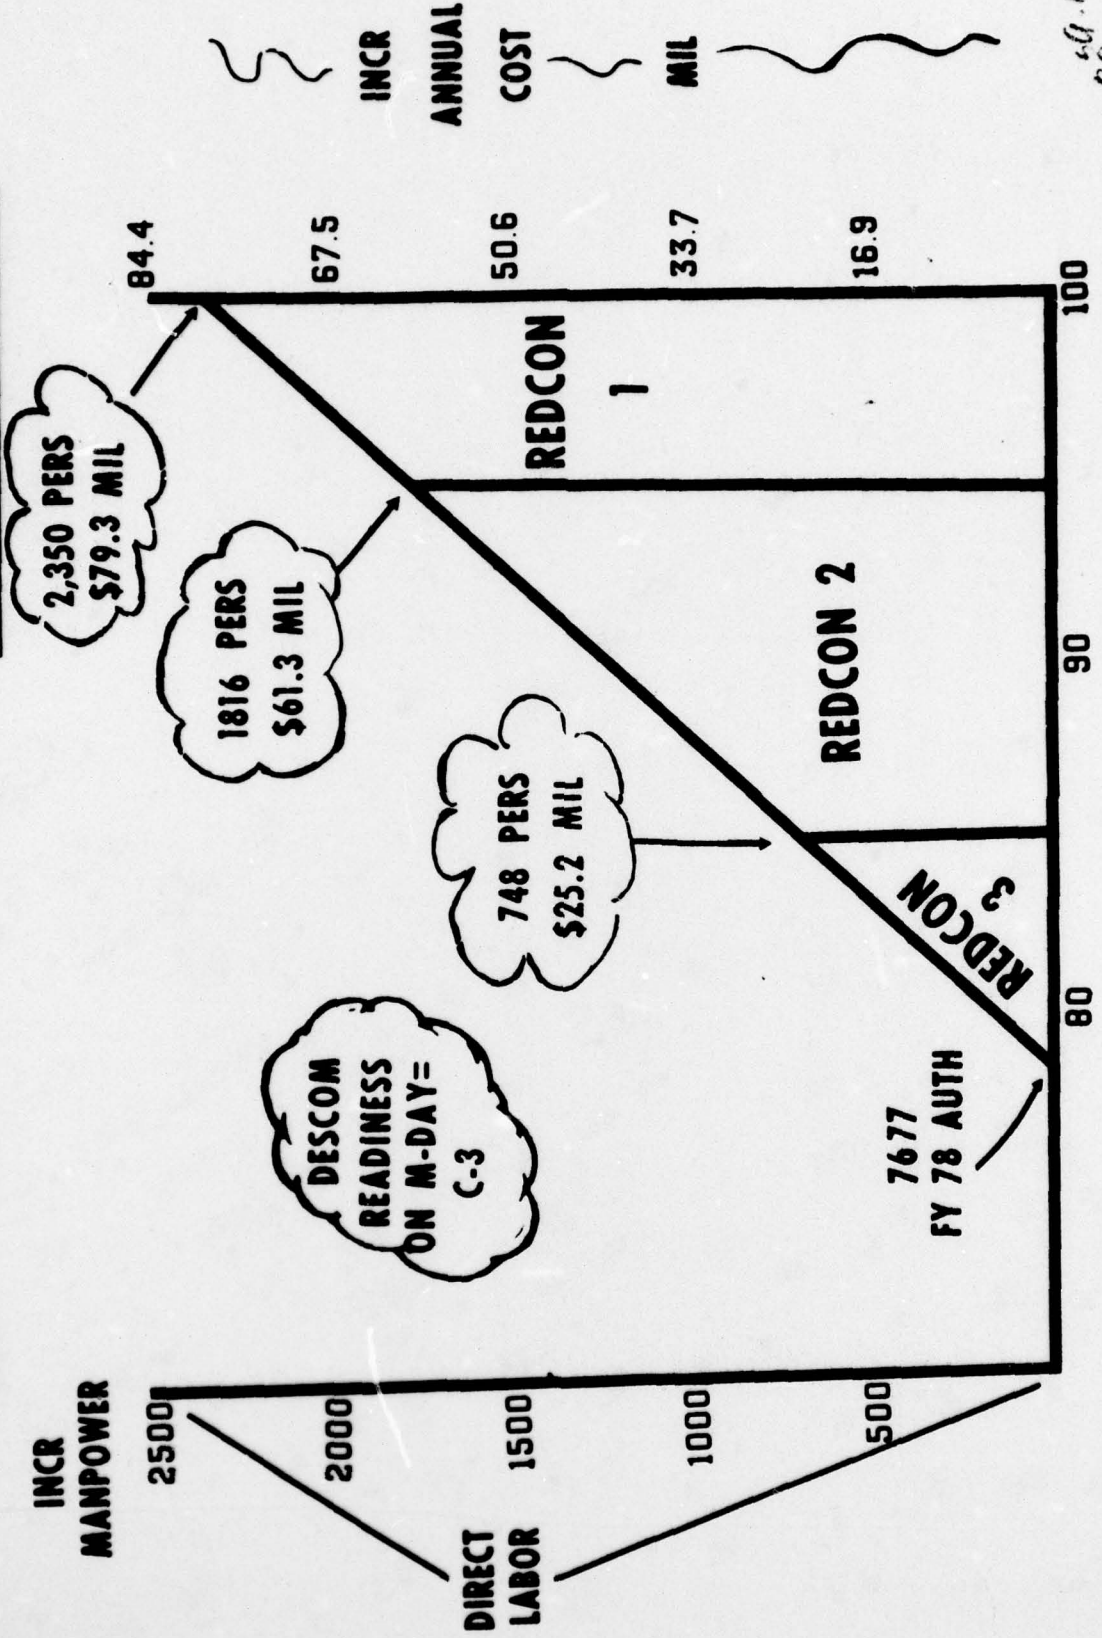 INCR
MANPOWER
2500
2000
1500
1000
500
DIRECT
LABOR
DESCOM
READINESS
ON M-DAY=
C-3
7677
FY 78 AUTH
748 PERS
$25.2 MIL
1816 PERS
$61.3 MIL
2,350 PERS
$79.3 MIL
REDCON
3
REDCON 2
REDCON
1
80
90
100
84.4
67.5
50.6
33.7
16.9
INCR
ANNUAL
COST
MIL